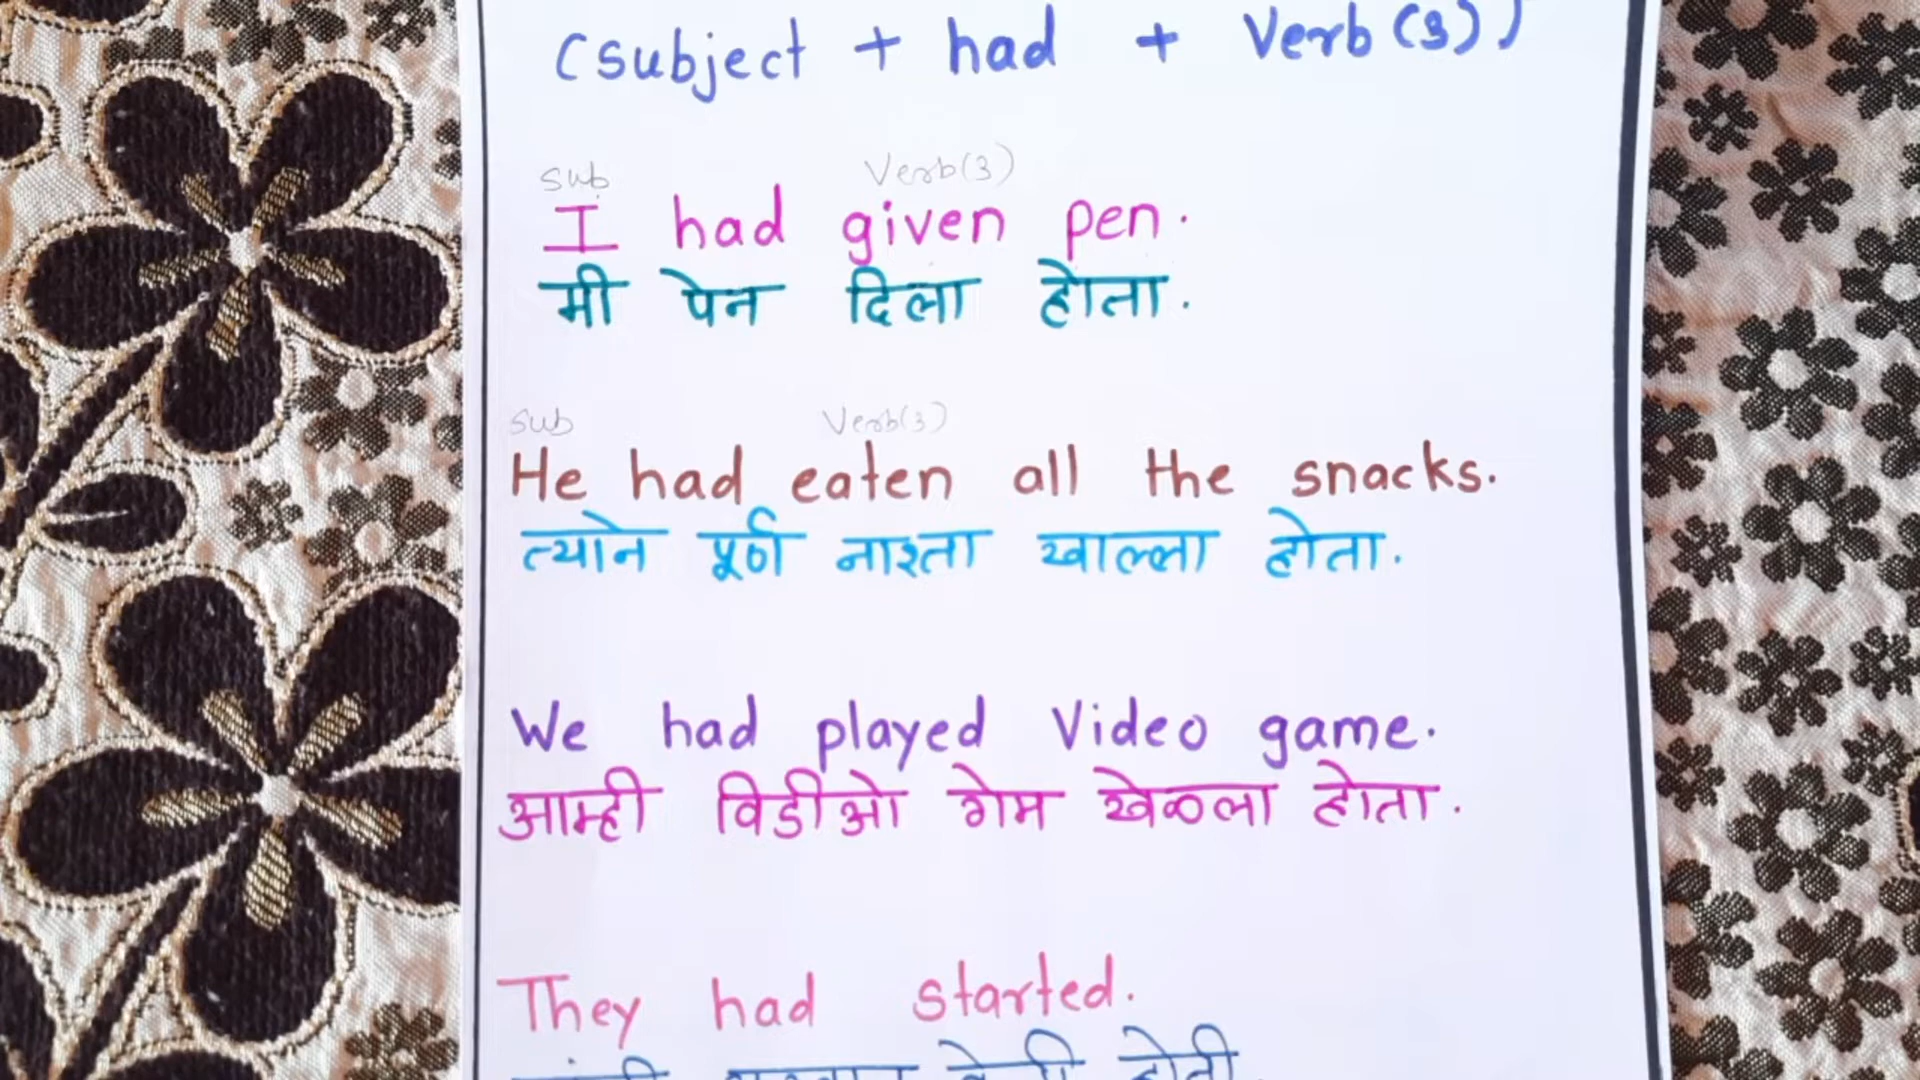 (subject + had + Verb(3))
sub Verb(3)
I had given pen.
मी पेन दिला होता.
sub Verb(3)
He had eaten all the snacks.
त्याने पूर्ण नाश्ता खाल्ला होता.
We had played Video game.
आम्ही विडीओ गेम खेळला होता.
They had started.
होती.